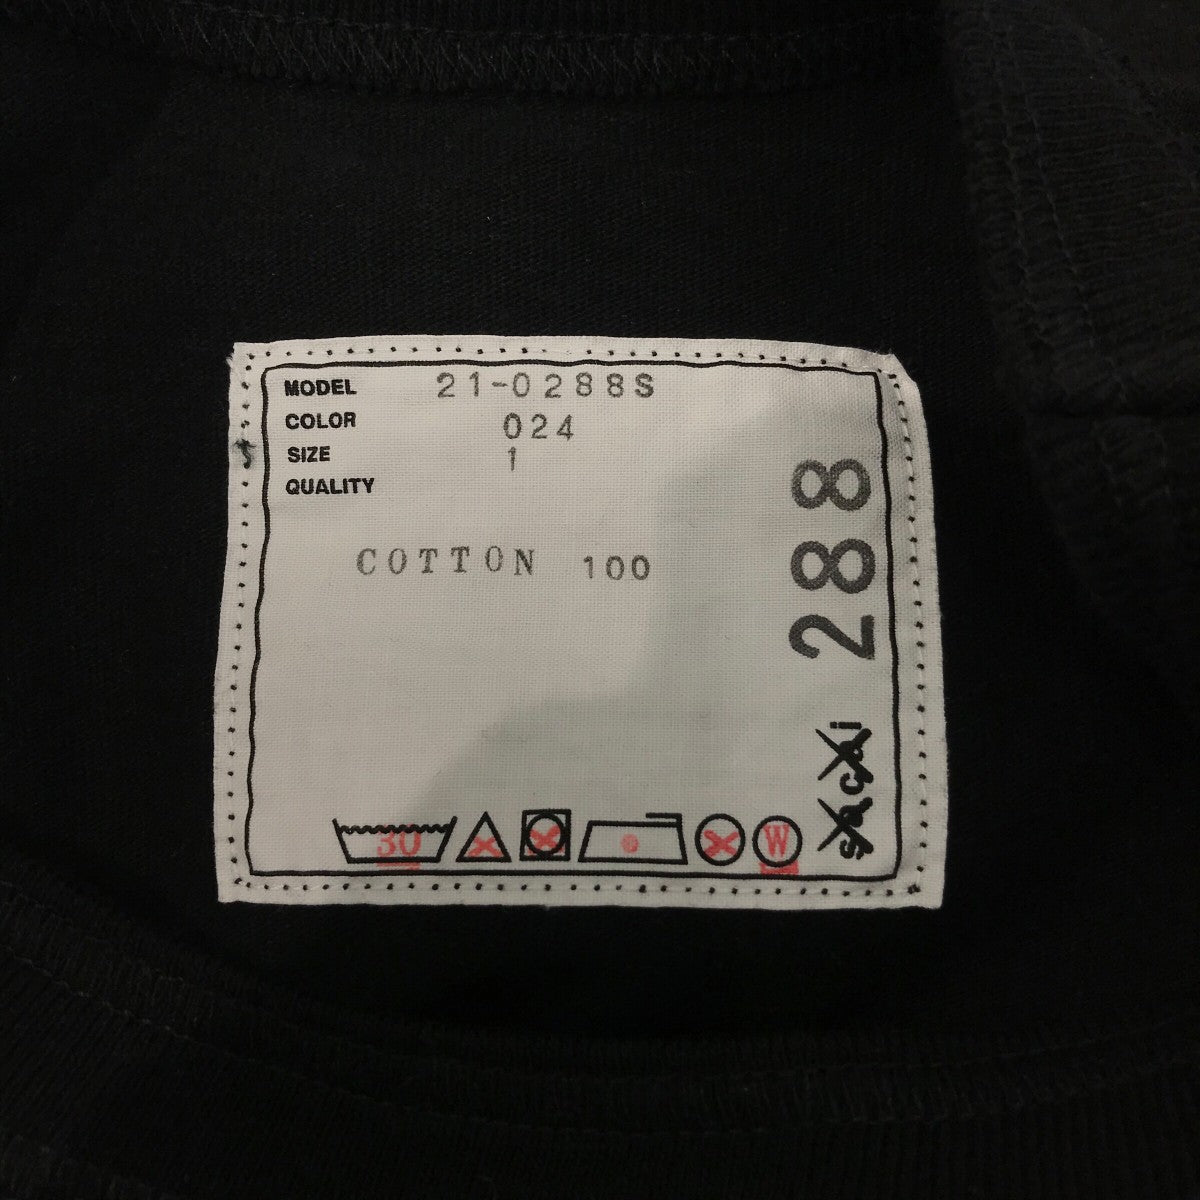 MODEL 21-0288S
COLOR 024
SIZE 1
QUALITY
COTTON 100
288
sacai
30
W